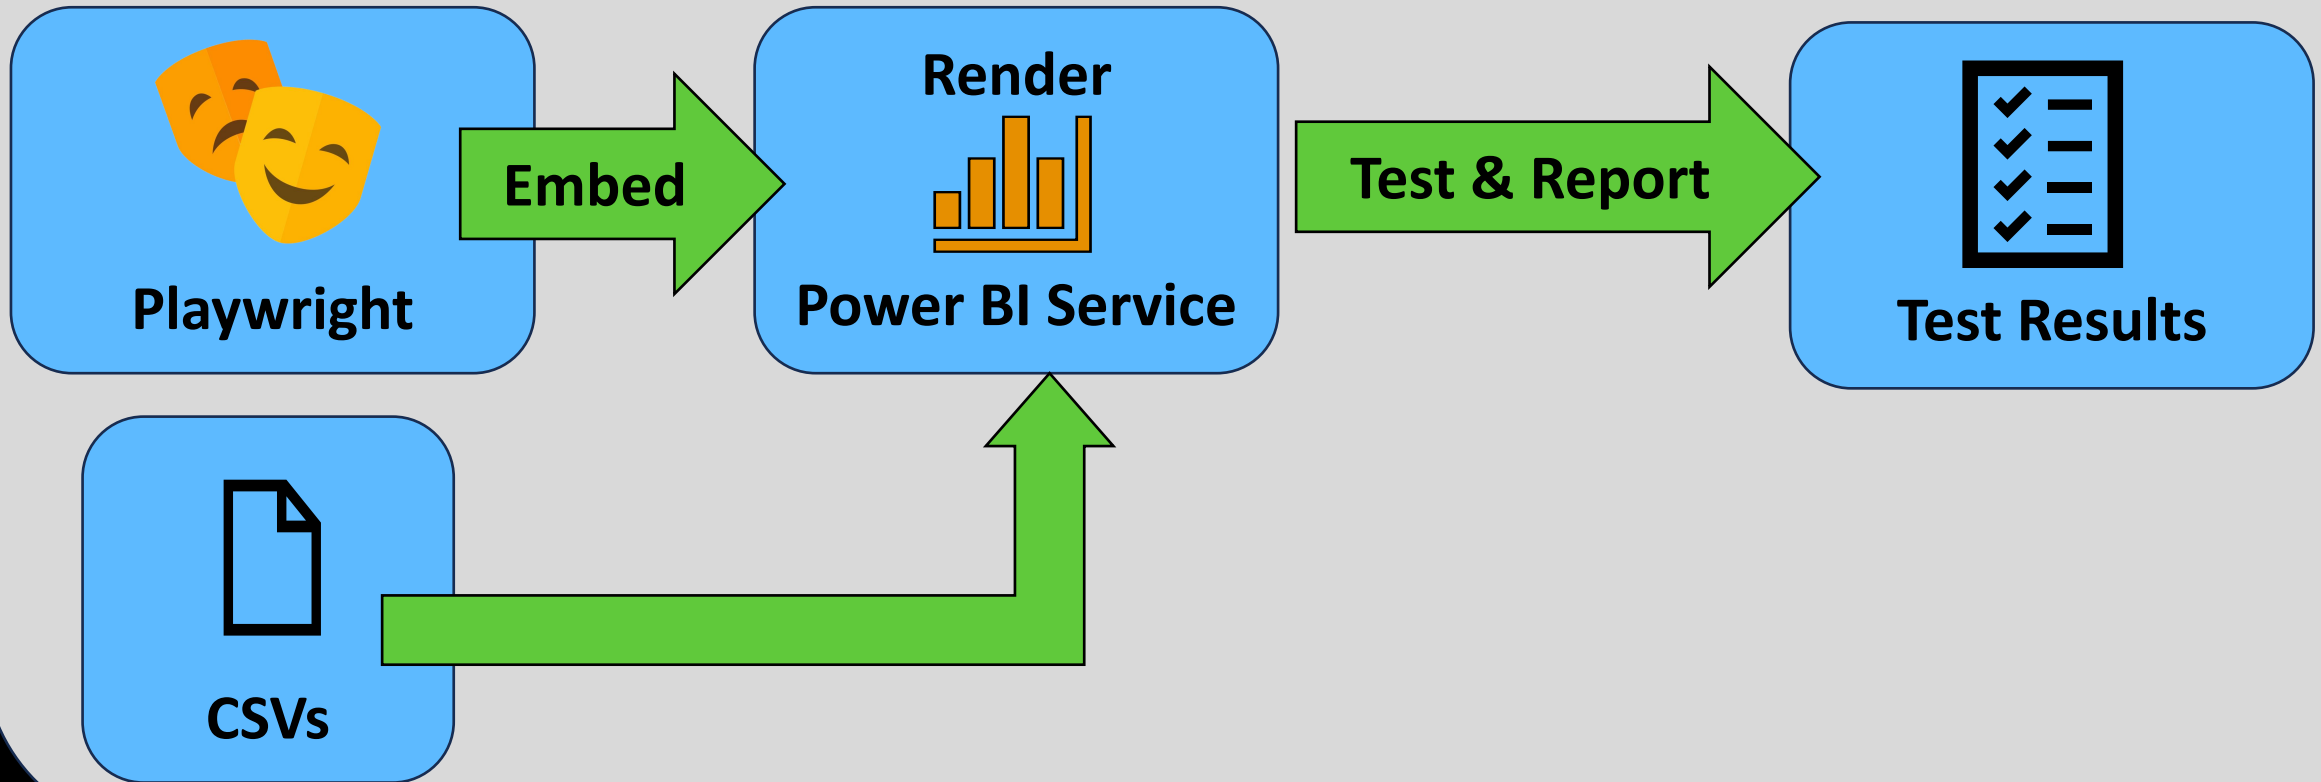 Playwright
Embed
Render
Power BI Service
Test & Report
Test Results
CSVs